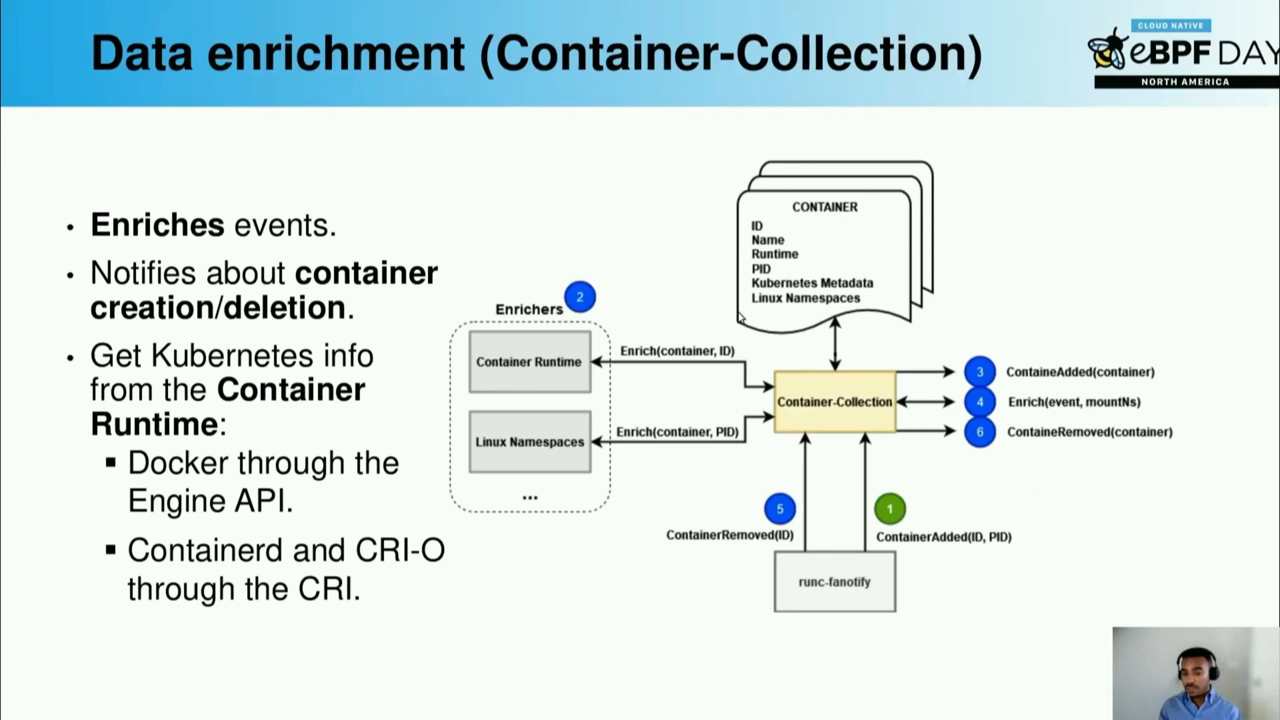 Data enrichment (Container-Collection)
CLOUD NATIVE
eBPF DAY
NORTH AMERICA
• Enriches events.
• Notifies about container
creation/deletion.
• Get Kubernetes info
from the Container
Runtime:
▪ Docker through the
Engine API.
▪ Containerd and CRI-O
through the CRI.
CONTAINER
ID
Name
Runtime
PID
Kubernetes Metadata
Linux Namespaces
Enrichers
2
Container Runtime
Enrich(container, ID)
Linux Namespaces
Enrich(container, PID)
...
Container-Collection
3 ContaineAdded(container)
4 Enrich(event, mountNs)
6 ContaineRemoved(container)
5
ContainerRemoved(ID)
1
ContainerAdded(ID, PID)
runc-fanotify